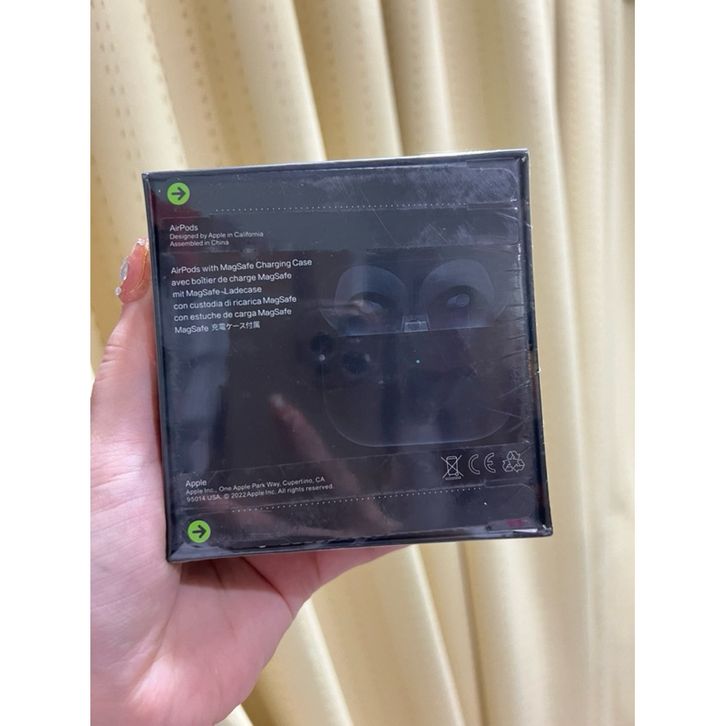 AirPods
Designed by Apple in California
Assembled in China
AirPods with MagSafe Charging Case
avec boîtier de charge MagSafe
mit MagSafe-Ladecase
con custodia di ricarica MagSafe
con estuche de carga MagSafe
MagSafe 充電ケース付属
Apple
Apple Inc., One Apple Park Way, Cupertino, CA
95014 USA. © 2022 Apple Inc. All rights reserved.
CE